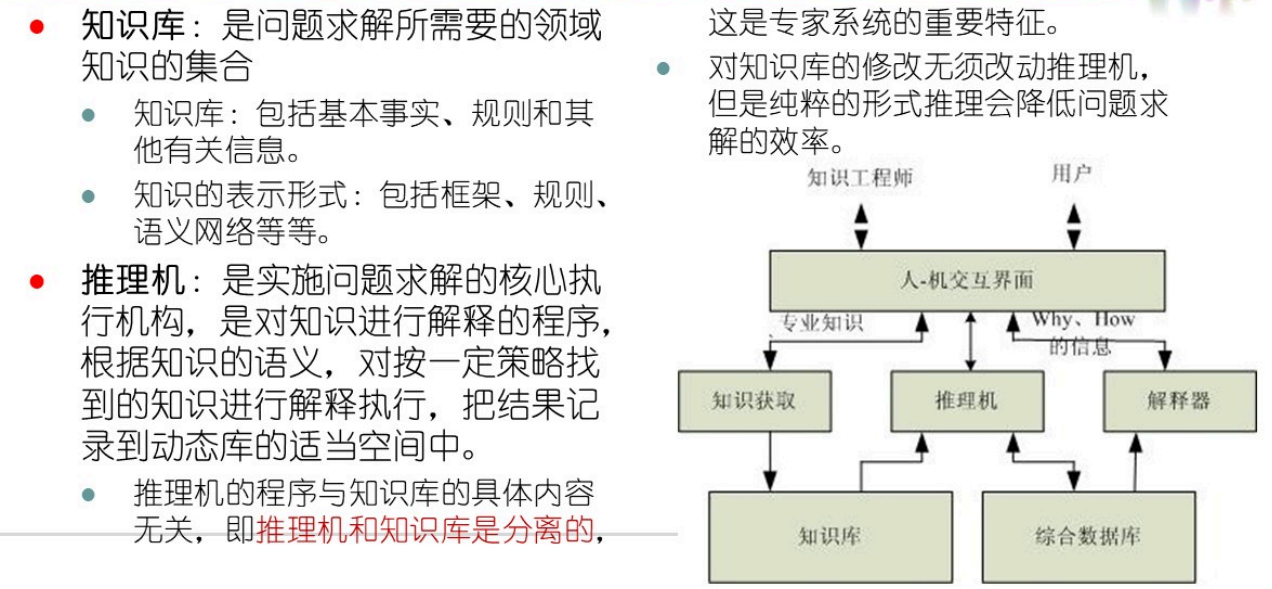 知识库：是问题求解所需要的领域
知识的集合
知识库：包括基本事实、规则和其
他有关信息。
知识的表示形式：包括框架、规则、
语义网络等等。
推理机：是实施问题求解的核心执
行机构，是对知识进行解释的程序，
根据知识的语义，对按一定策略找
到的知识进行解释执行，把结果记
录到动态库的适当空间中。
推理机的程序与知识库的具体内容
无关，即推理机和知识库是分离的，
这是专家系统的重要特征。
对知识库的修改无须改动推理机，
但是纯粹的形式推理会降低问题求
解的效率。
知识工程师
用户
人-机交互界面
专业知识
Why、How
的信息
知识获取
推理机
解释器
知识库
综合数据库